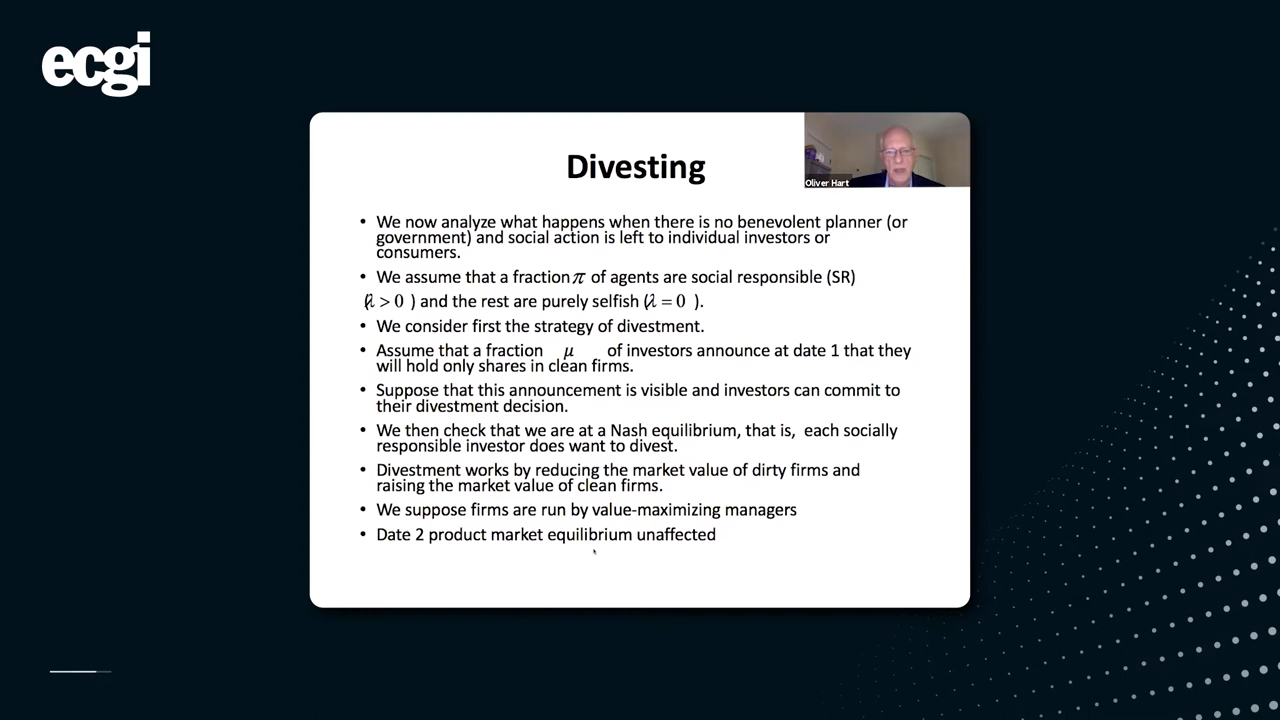 ecgi
Divesting
Oliver Hart
• We now analyze what happens when there is no benevolent planner (or
government) and social action is left to individual investors or
consumers.
• We assume that a fraction π of agents are social responsible (SR)
(λ > 0 ) and the rest are purely selfish (λ = 0 ).
• We consider first the strategy of divestment.
• Assume that a fraction μ of investors announce at date 1 that they
will hold only shares in clean firms.
• Suppose that this announcement is visible and investors can commit to
their divestment decision.
• We then check that we are at a Nash equilibrium, that is, each socially
responsible investor does want to divest.
• Divestment works by reducing the market value of dirty firms and
raising the market value of clean firms.
• We suppose firms are run by value-maximizing managers
• Date 2 product market equilibrium unaffected